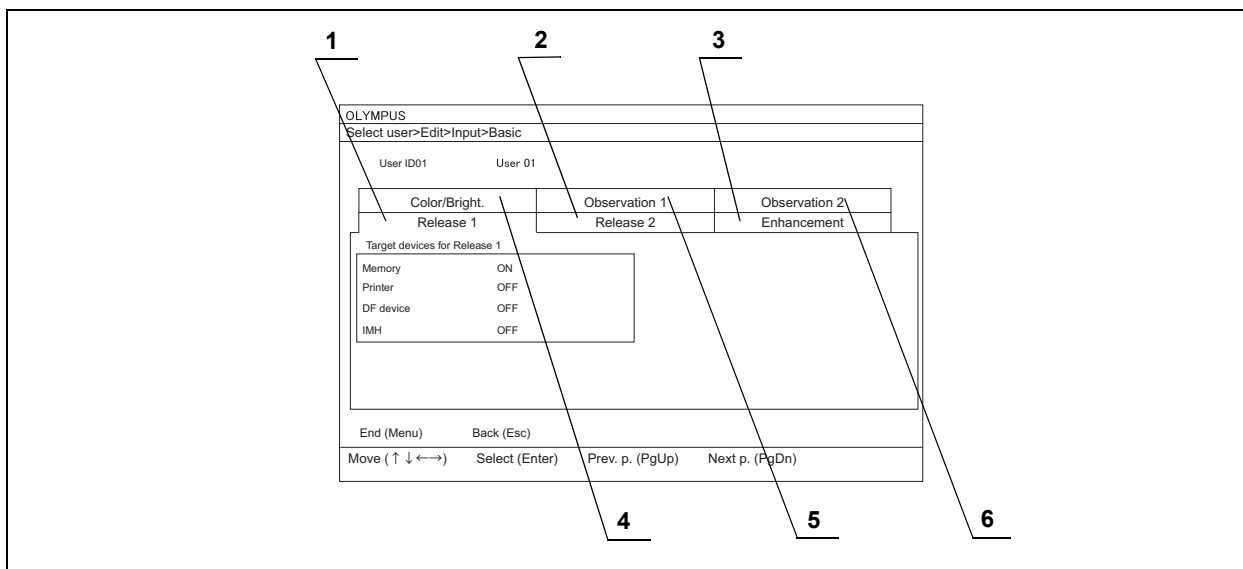 1 2 3
OLYMPUS
Select user>Edit>Input>Basic
User ID01 User 01
Color/Bright. Observation 1 Observation 2
Release 1 Release 2 Enhancement
Target devices for Release 1
Memory ON
Printer OFF
DF device OFF
IMH OFF
End (Menu) Back (Esc)
Move (↑↓←→) Select (Enter) Prev. p. (PgUp) Next p. (PgDn)
4 5 6